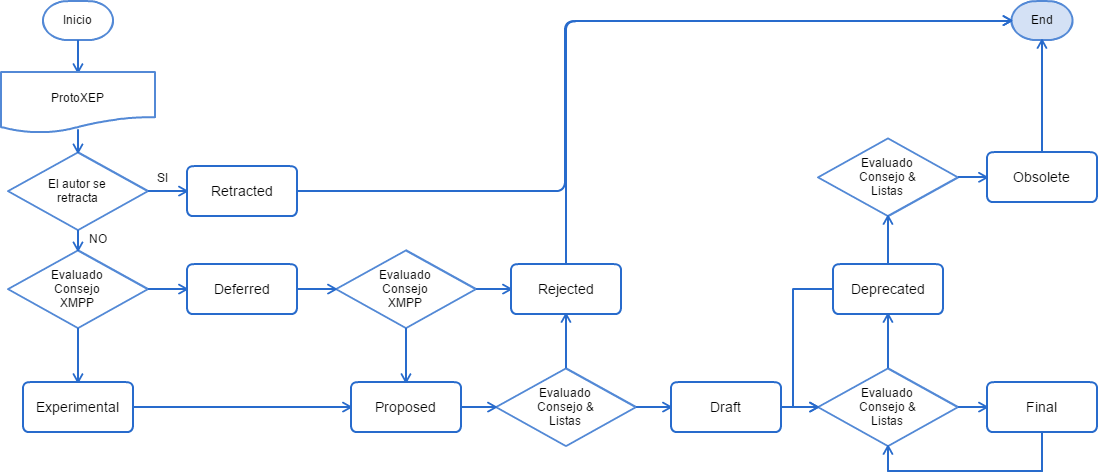 Inicio
End
ProtoXEP
El autor se
retracta
SI
Retracted
NO
Evaluado
Consejo &
Listas
Obsolete
Evaluado
Consejo
XMPP
Deferred
Evaluado
Consejo
XMPP
Rejected
Deprecated
Experimental
Proposed
Evaluado
Consejo &
Listas
Draft
Evaluado
Consejo &
Listas
Final